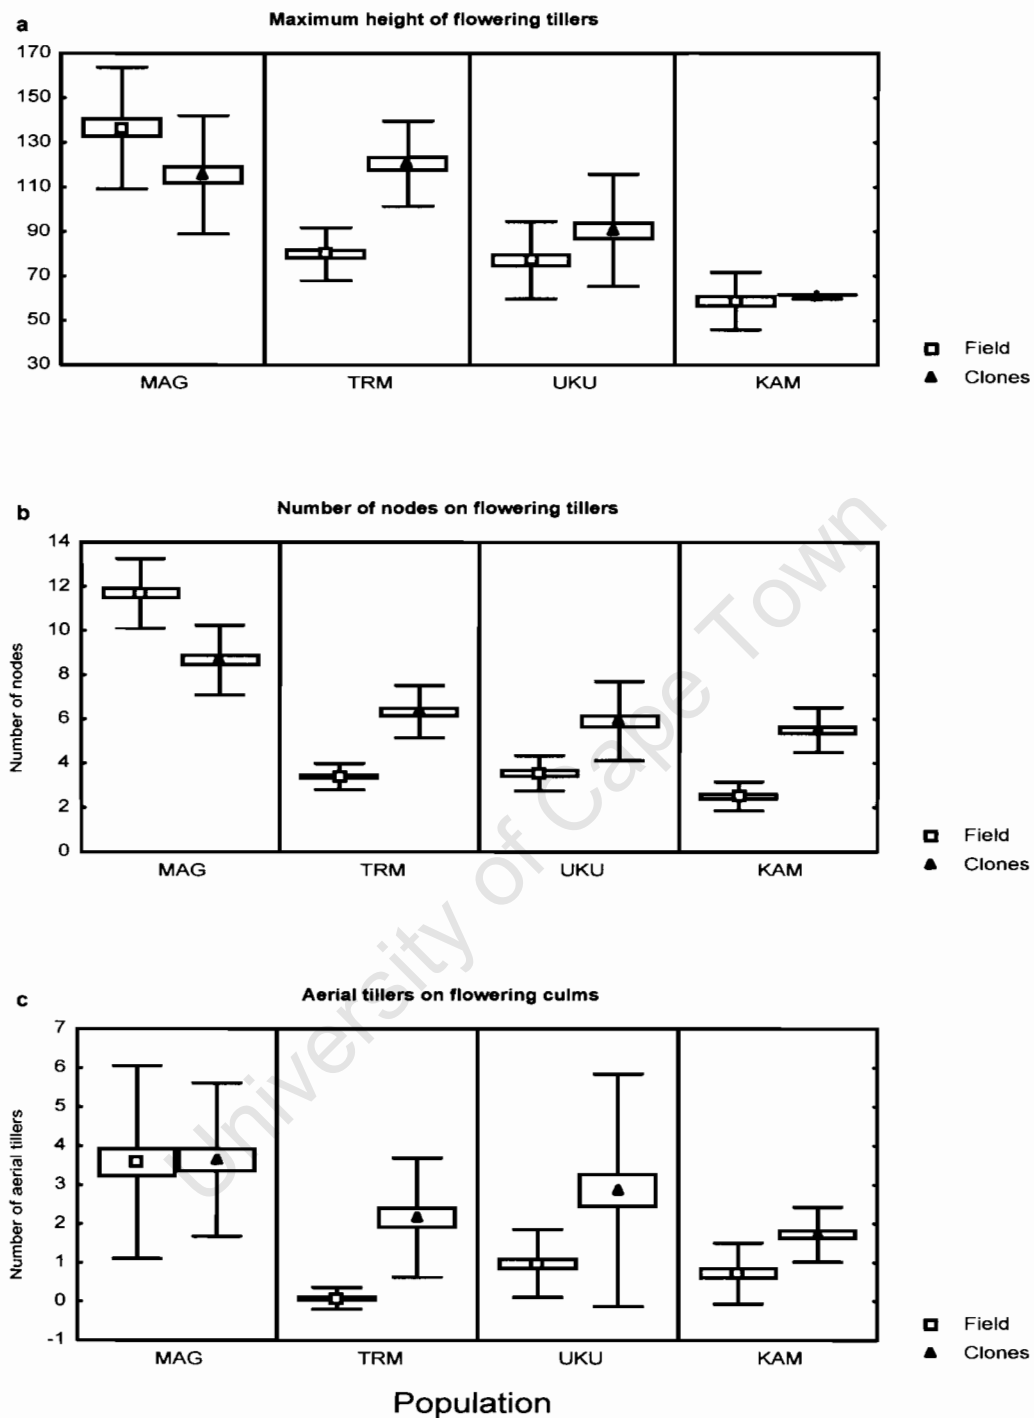 a
Maximum height of flowering tillers
170
150
130
110
90
70
50
30
MAG TRM UKU KAM
Field
Clones
b
Number of nodes on flowering tillers
Number of nodes
14
12
10
8
6
4
2
0
MAG TRM UKU KAM
Field
Clones
c
Aerial tillers on flowering culms
Number of aerial tillers
7
6
5
4
3
2
1
0
-1
MAG TRM UKU KAM
Field
Clones
Population
University of Cape Town